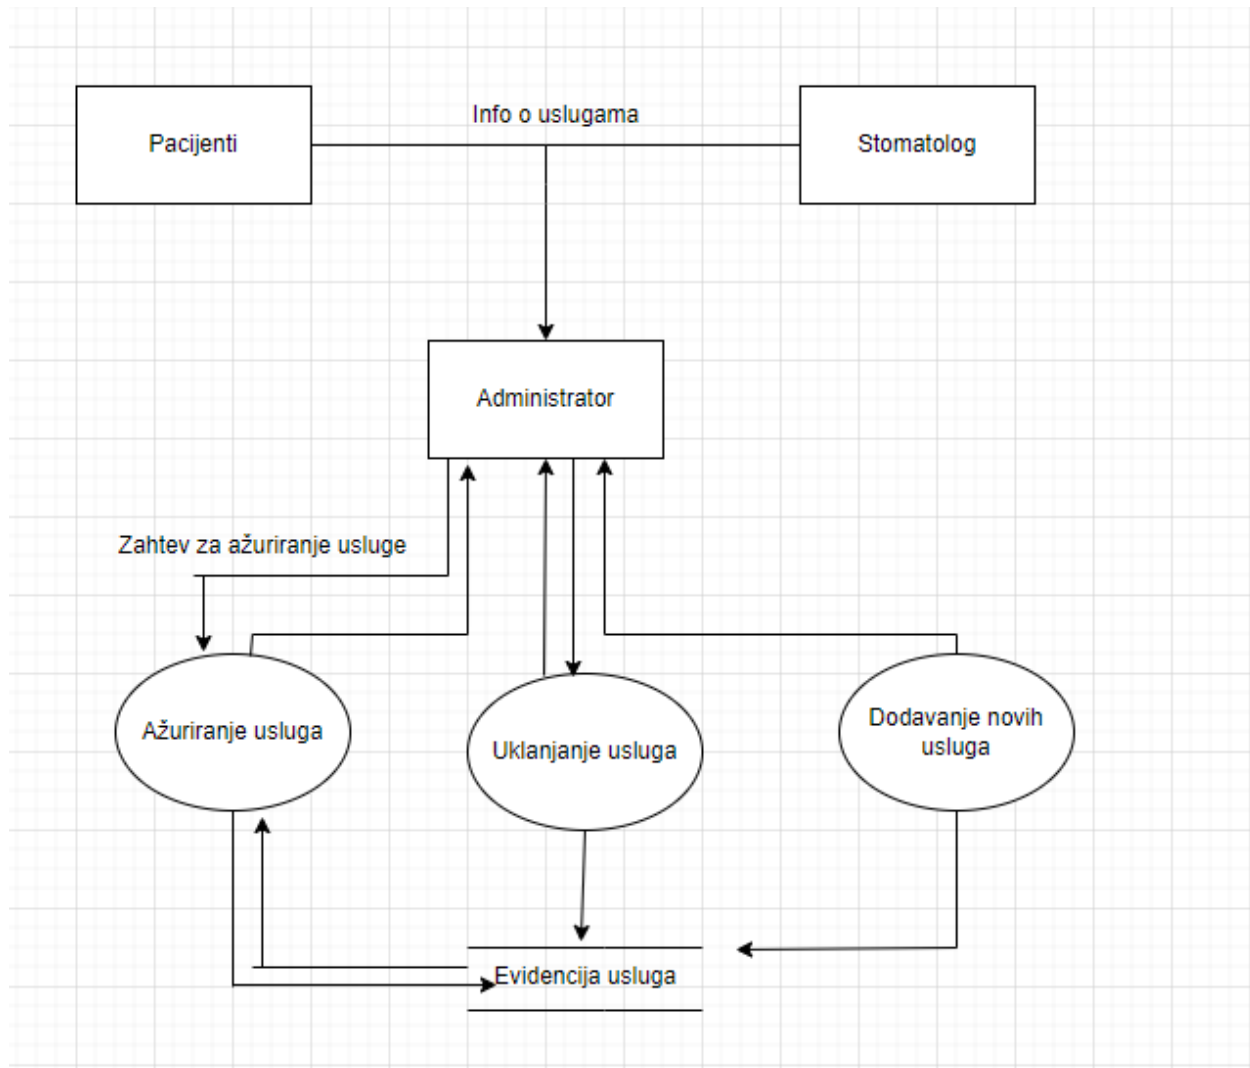 Info o uslugama
Pacijenti
Stomatolog
Administrator
Zahtev za ažuriranje usluge
Ažuriranje usluga
Uklanjanje usluga
Dodavanje novih
usluga
Evidencija usluga